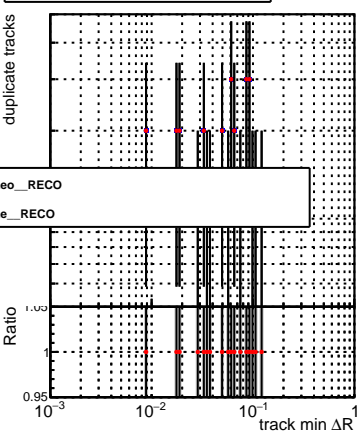 duplicate tracks
eo__RECO
e__RECO
Ratio
1.05
1
0.95
10⁻³
10⁻²
10⁻¹
1
track min ΔR